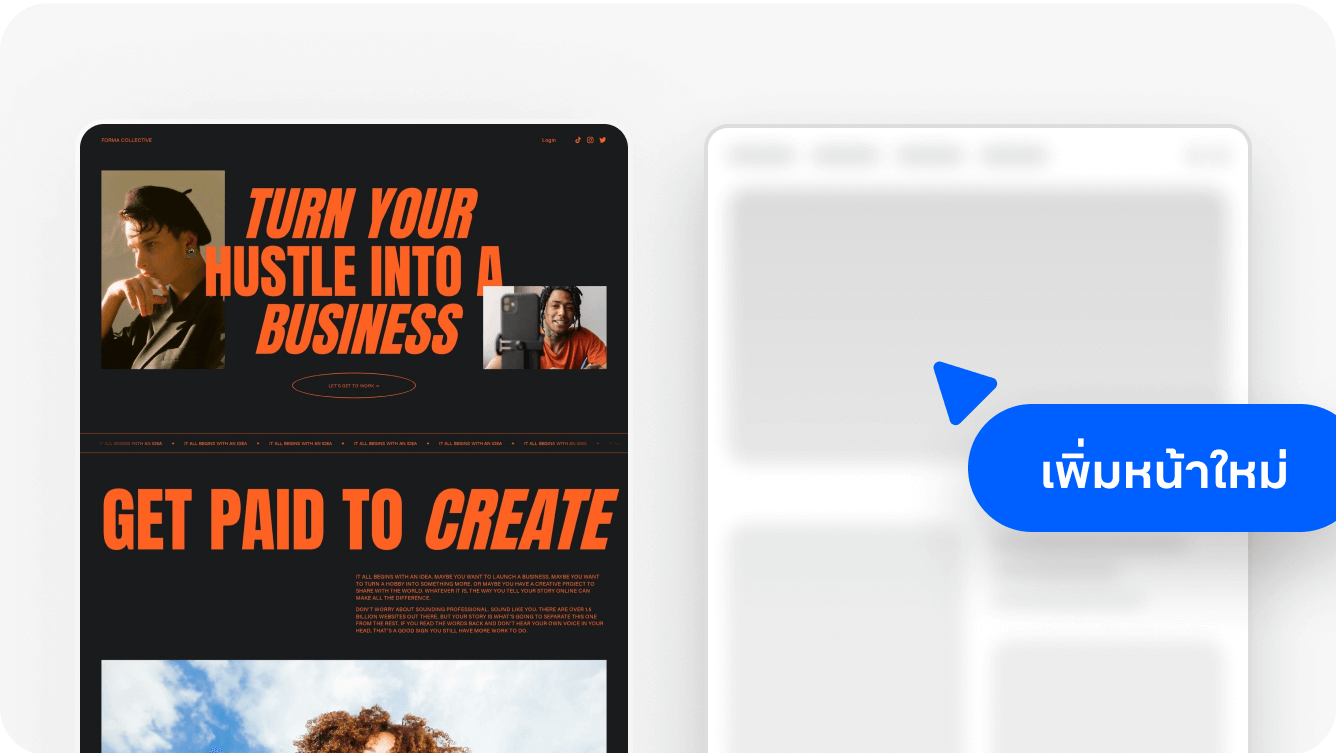 FORMA COLLECTIVE
Login
TURN YOUR
HUSTLE INTO A
BUSINESS
LET'S GET TO WORK →
IT ALL BEGINS WITH AN IDEA • IT ALL BEGINS WITH AN IDEA • IT ALL BEGINS WITH AN IDEA • IT ALL BEGINS WITH AN IDEA • IT ALL BEGINS WITH AN IDEA • IT ALL BEGINS WITH AN IDEA •
GET PAID TO CREATE
IT ALL BEGINS WITH AN IDEA. MAYBE YOU WANT TO LAUNCH A BUSINESS. MAYBE YOU WANT
TO TURN A HOBBY INTO SOMETHING MORE. OR MAYBE YOU HAVE A CREATIVE PROJECT TO
SHARE WITH THE WORLD. WHATEVER IT IS, THE WAY YOU TELL YOUR STORY ONLINE CAN
MAKE ALL THE DIFFERENCE.
DON'T WORRY ABOUT SOUNDING PROFESSIONAL. SOUND LIKE YOU. THERE ARE OVER 1.5
BILLION WEBSITES OUT THERE, BUT YOUR STORY IS WHAT'S GOING TO SEPARATE THIS ONE
FROM THE REST. IF YOU READ THE WORDS BACK AND DON'T HEAR YOUR OWN VOICE IN YOUR
HEAD, THAT'S A GOOD SIGN YOU STILL HAVE MORE WORK TO DO.
เพิ่มหน้าใหม่